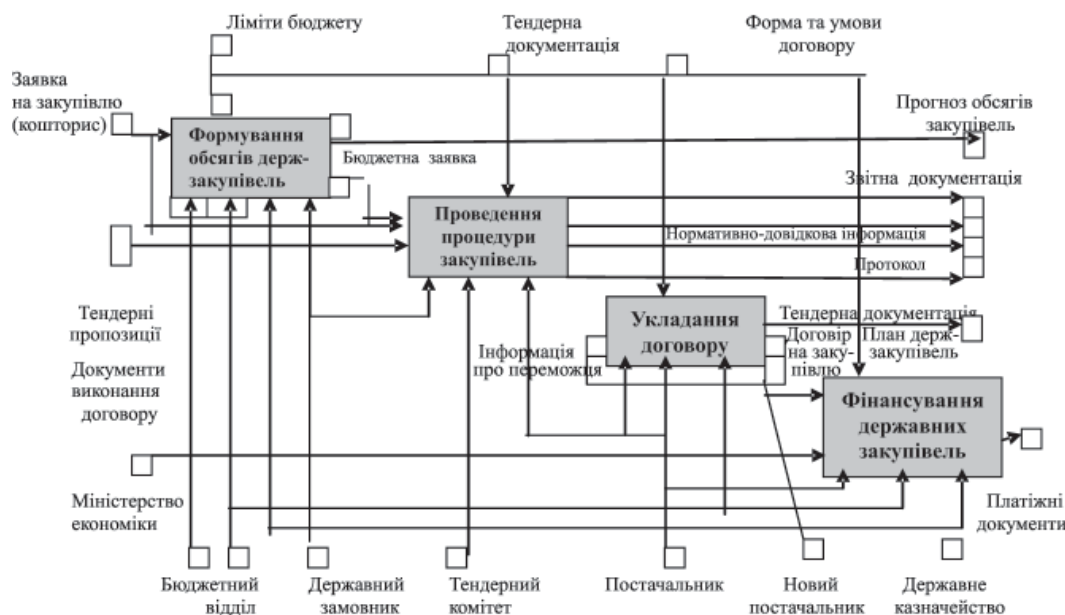 Ліміти бюджету
Тендерна
документація
Форма та умови
договору
Заявка
на закупівлю
(кошторис)
Прогноз обсягів
закупівель
Формування
обсягів держ-
закупівель
Бюджетна заявка
Звітна документація
Проведення
процедури
закупівель
Нормативно-довідкова інформація
Протокол
Тендерні
пропозиції
Укладання
договору
Тендерна документація
Договір
на заку-
півлю
План держ-
закупівель
Інформація
про переможця
Документи
виконання
договору
Фінансування
державних
закупівель
Міністерство
економіки
Платіжні
документи
Бюджетний
відділ
Державний
замовник
Тендерний
комітет
Постачальник
Новий
постачальник
Державне
казначейство